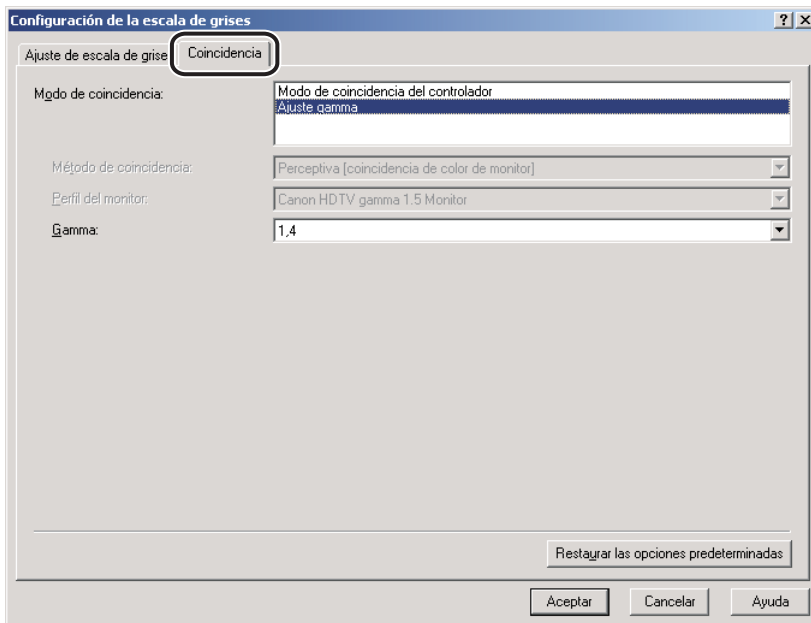 Configuración de la escala de grises
Ajuste de escala de grise
Coincidencia
Modo de coincidencia:
Modo de coincidencia del controlador
Ajuste gamma
Método de coincidencia:
Perceptiva [coincidencia de color de monitor]
Perfil del monitor:
Canon HDTV gamma 1.5 Monitor
Gamma:
1,4
Restaurar las opciones predeterminadas
Aceptar
Cancelar
Ayuda